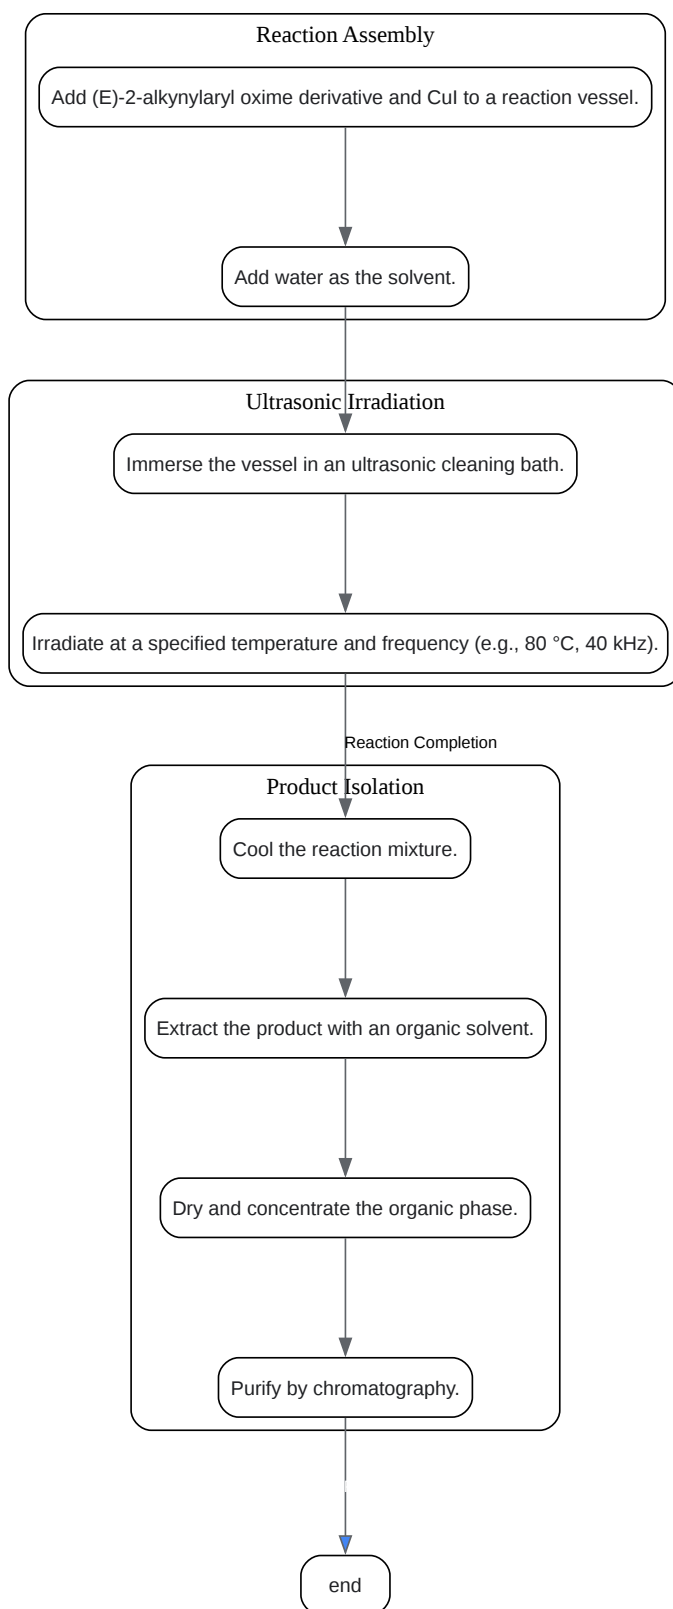 Reaction Assembly
Add (E)-2-alkynylaryl oxime derivative and CuI to a reaction vessel.
Add water as the solvent.
Ultrasonic Irradiation
Immerse the vessel in an ultrasonic cleaning bath.
Irradiate at a specified temperature and frequency (e.g., 80 °C, 40 kHz).
Reaction Completion
Product Isolation
Cool the reaction mixture.
Extract the product with an organic solvent.
Dry and concentrate the organic phase.
Purify by chromatography.
end